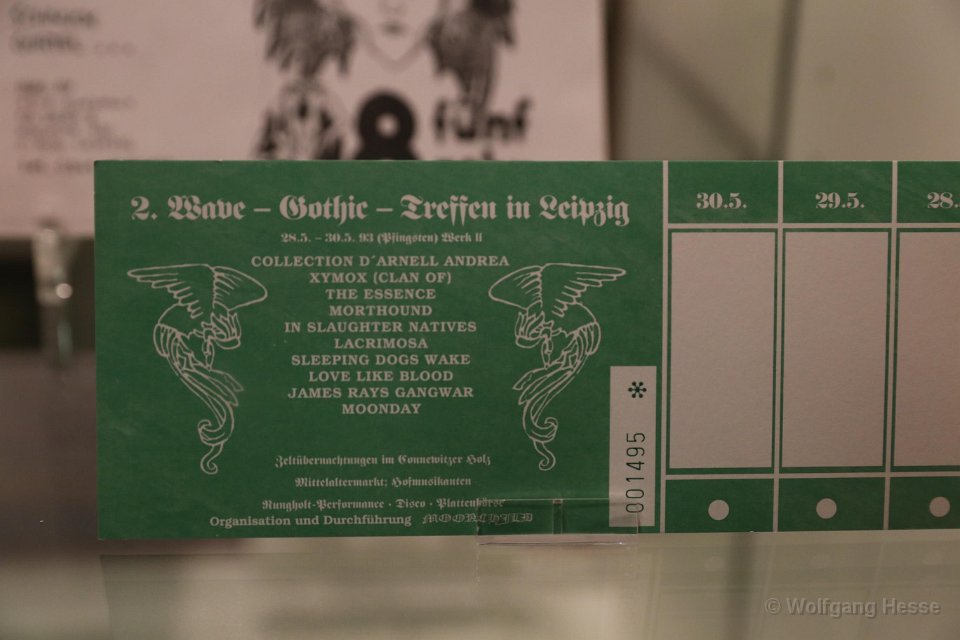 fünf
2. Wave – Gothic – Treffen in Leipzig
28.5. – 30.5. 93 (Pfingsten) Werk II
COLLECTION D´ARNELL ANDREA
XYMOX (CLAN OF)
THE ESSENCE
MORTHOUND
IN SLAUGHTER NATIVES
LACRIMOSA
SLEEPING DOGS WAKE
LOVE LIKE BLOOD
JAMES RAYS GANGWAR
MOONDAY
Zeltübernachtungen im Connewitzer Holz
Mittelaltermarkt; Hofmusikanten
Rungholt-Performance · Disco · Plattenbörse
Organisation und Durchführung MOONCHILD
001495 *
30.5.
29.5.
28.
© Wolfgang Hesse